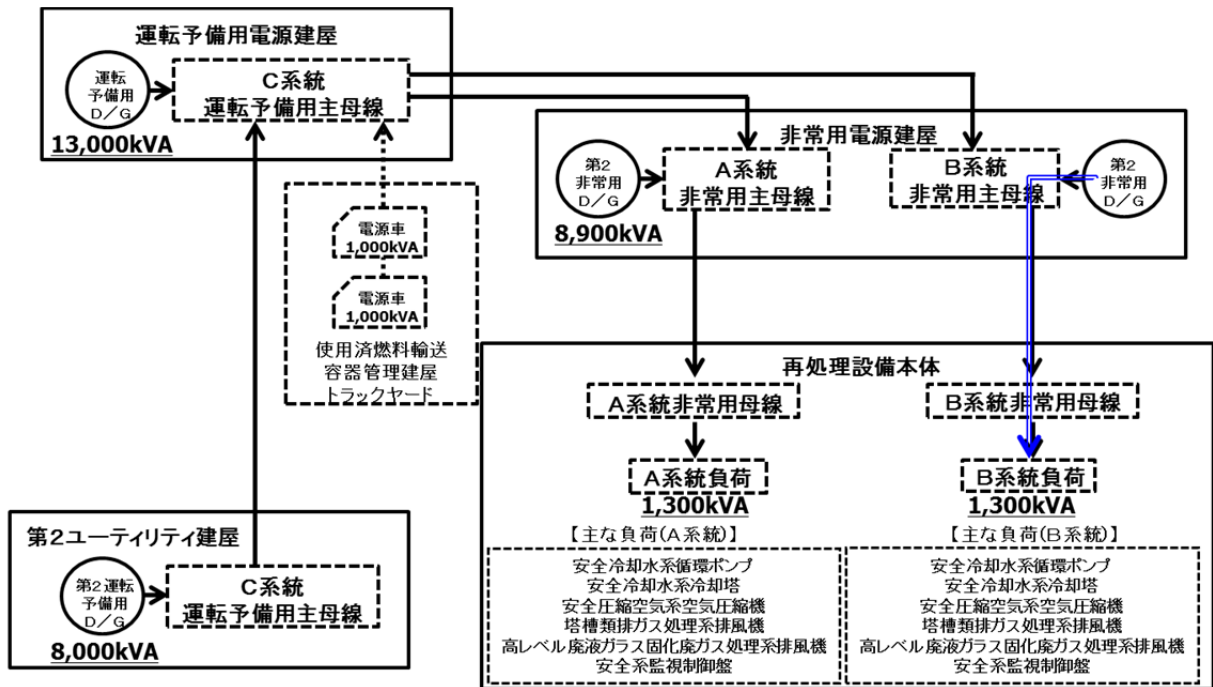 運転予備用電源建屋
運転
予備用
D/G
13,000kVA
C系統
運転予備用主母線
非常用電源建屋
第2
非常用
D/G
8,900kVA
A系統
非常用主母線
B系統
非常用主母線
第2
非常用
D/G
電源車
1,000kVA
電源車
1,000kVA
使用済燃料輸送
容器管理建屋
トラックヤード
再処理設備本体
A系統非常用母線
B系統非常用母線
A系統負荷
1,300kVA
B系統負荷
1,300kVA
【主な負荷(A系統)】
安全冷却水系循環ポンプ
安全冷却水系冷却塔
安全圧縮空気系空気圧縮機
塔槽類排ガス処理系排風機
高レベル廃液ガラス固化廃ガス処理系排風機
安全系監視制御盤
【主な負荷(B系統)】
安全冷却水系循環ポンプ
安全冷却水系冷却塔
安全圧縮空気系空気圧縮機
塔槽類排ガス処理系排風機
高レベル廃液ガラス固化廃ガス処理系排風機
安全系監視制御盤
第2ユーティリティ建屋
第2運転
予備用
D/G
8,000kVA
C系統
運転予備用主母線